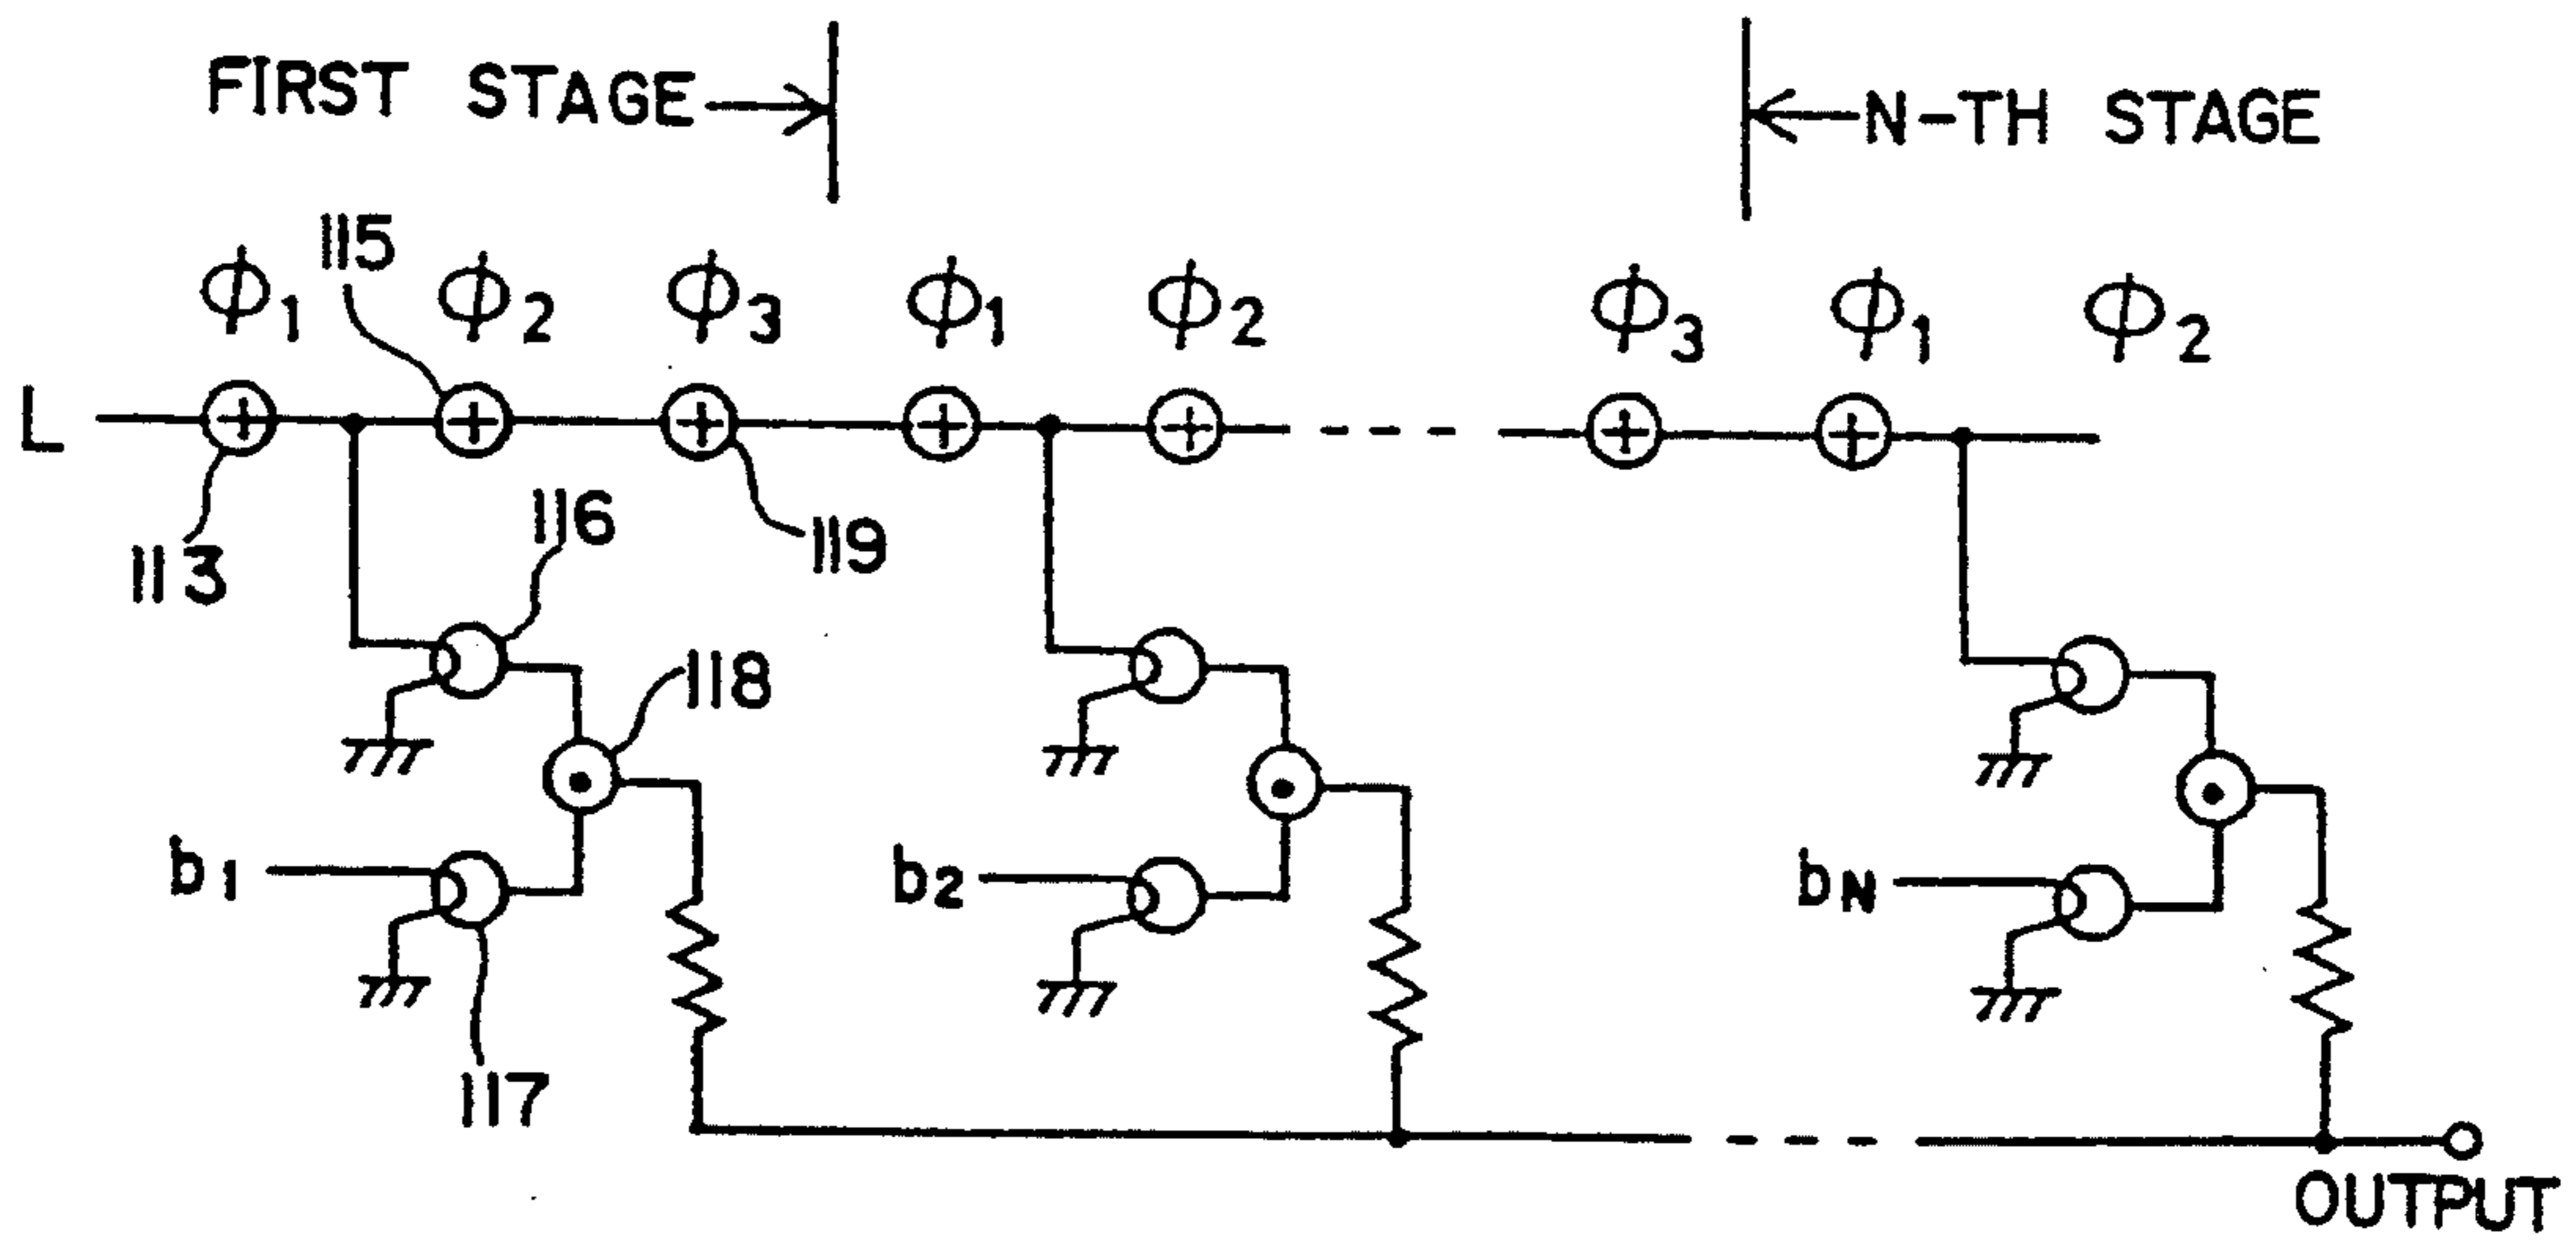 FIRST STAGE
N-TH STAGE
ϕ1 115 ϕ2 ϕ3 ϕ1 ϕ2 ϕ3 ϕ1 ϕ2
L
113
116
119
118
b1
b2
bN
117
OUTPUT